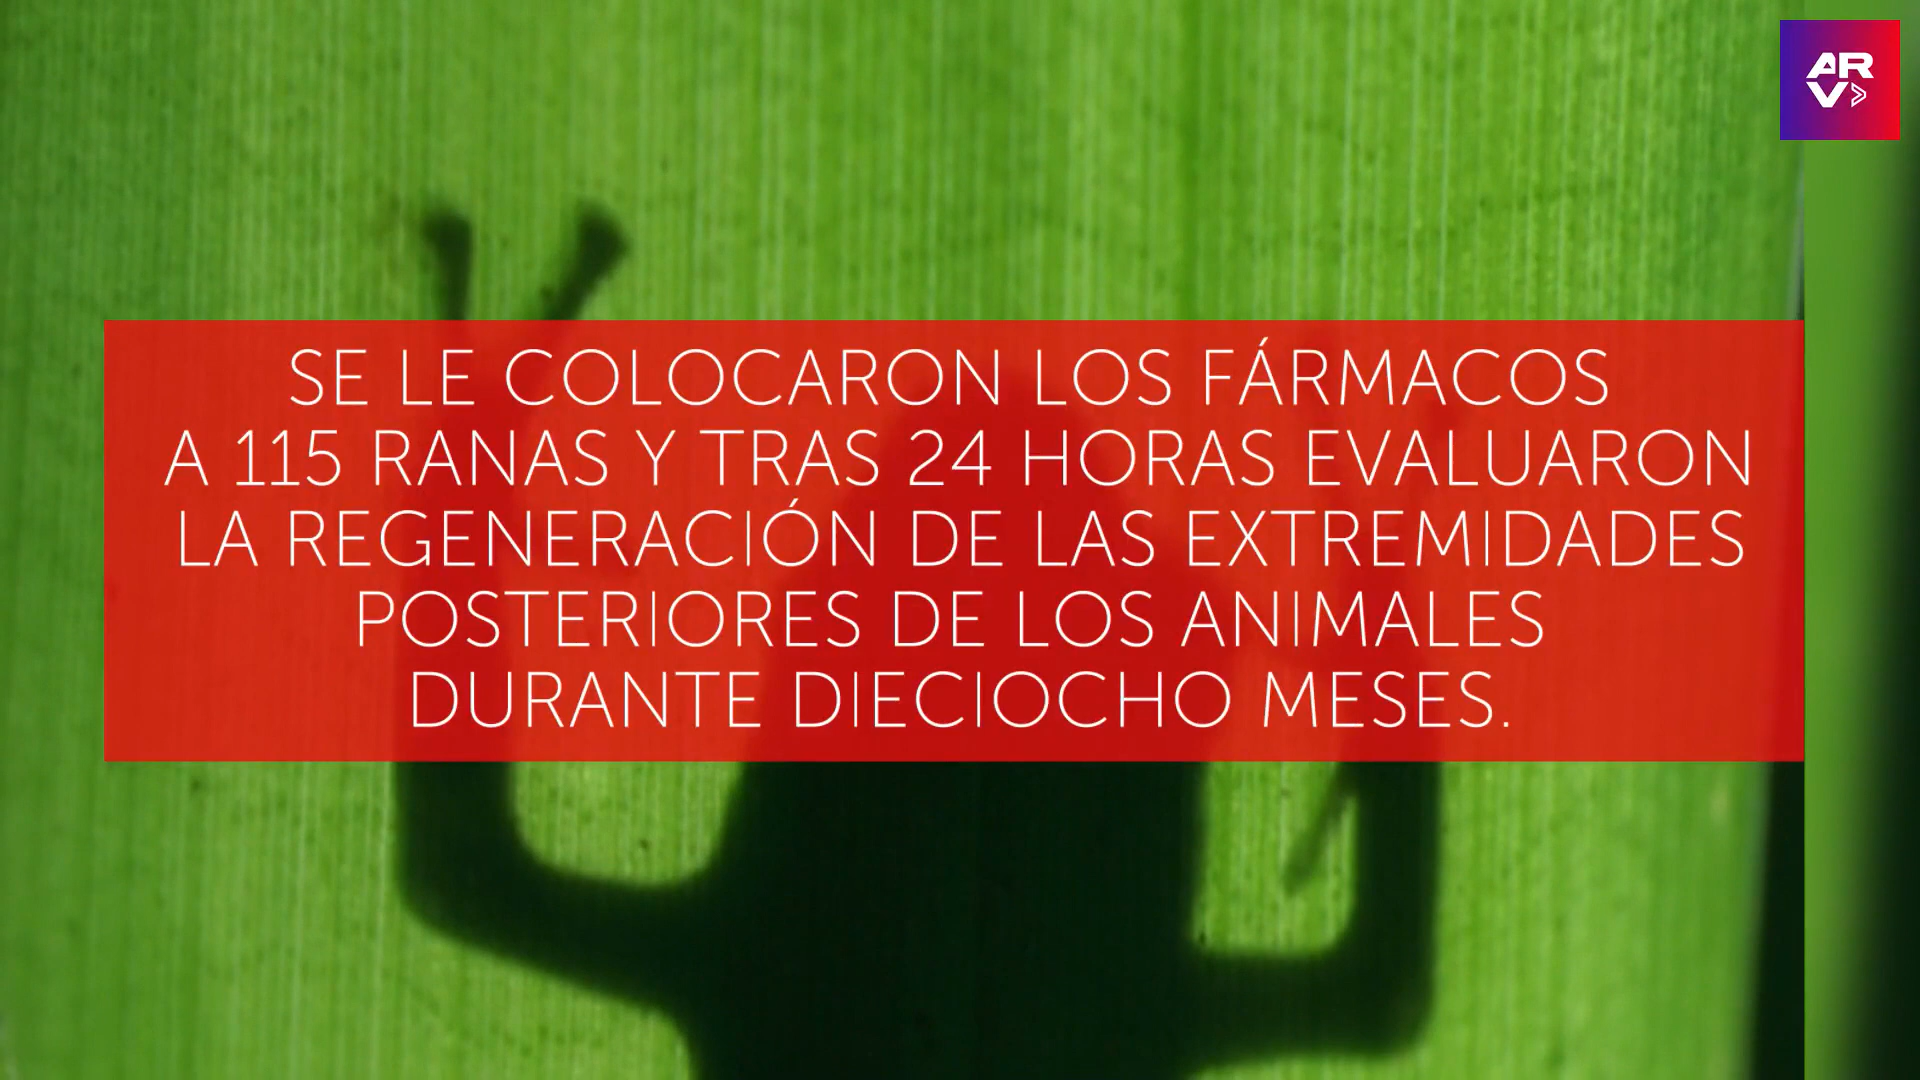 ARV
SE LE COLOCARON LOS FÁRMACOS
A 115 RANAS Y TRAS 24 HORAS EVALUARON
LA REGENERACIÓN DE LAS EXTREMIDADES
POSTERIORES DE LOS ANIMALES
DURANTE DIECIOCHO MESES.